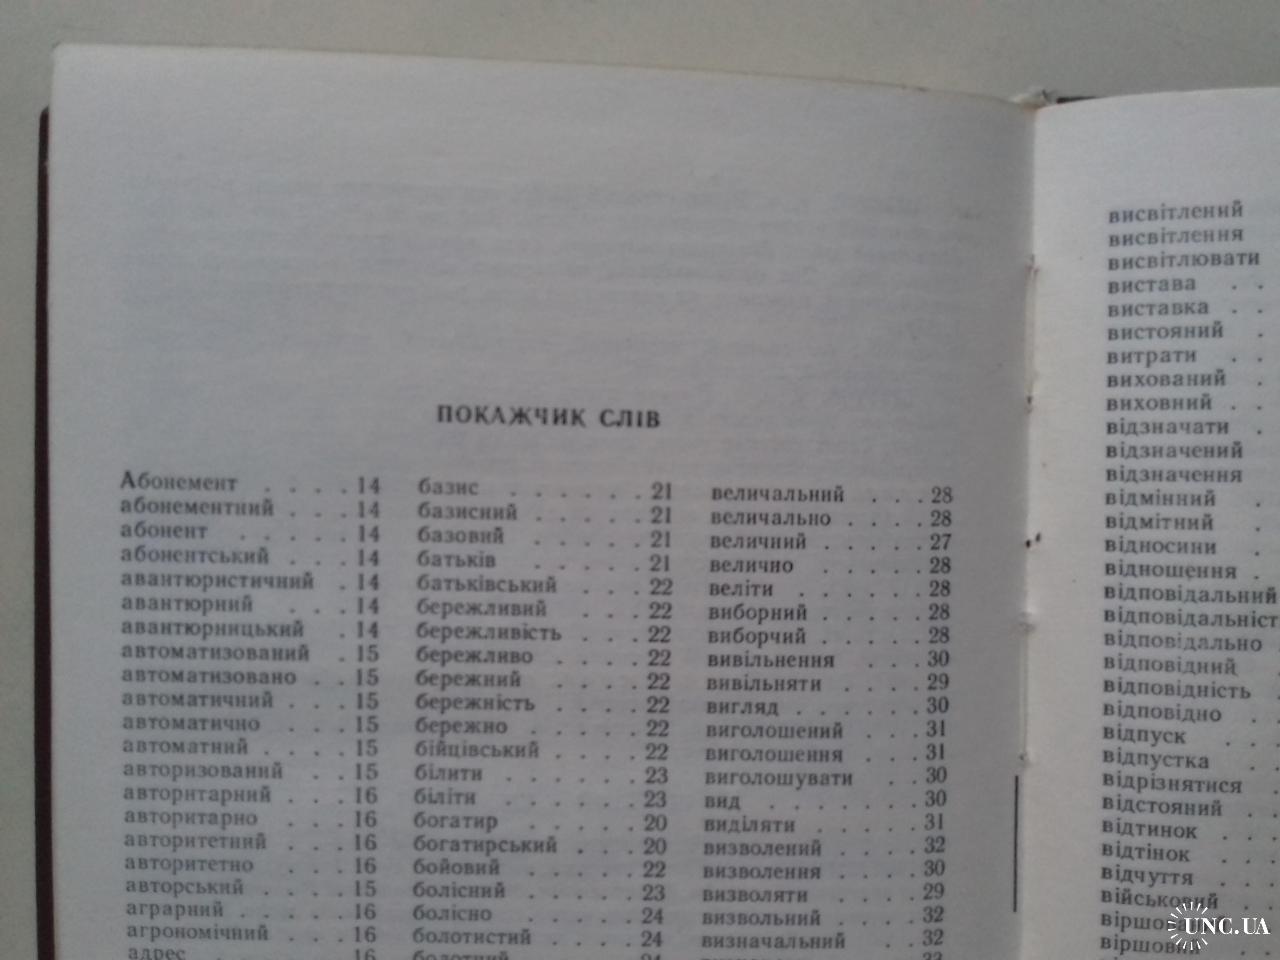 ПОКАЖЧИК СЛІВ
Абонемент . . . . 14
абонементний . . . 14
абонент . . . . . 14
абонентський . . . 14
авантюристичний . 14
авантюрний . . . 14
авантюрницький . 14
автоматизований . 15
автоматизовано . . 15
автоматичний . . . 15
автоматично . . . 15
автоматний . . . . 15
авторизований . . 15
авторитарний . . . 16
авторитарно . . . 16
авторитетний . . . 16
авторитетно . . . 16
авторський . . . . 15
аграрний . . . . . 16
агрономічний . . . 16
адрес
базис . . . . . . 21
базисний . . . . . 21
базовий . . . . . 21
батьків . . . . . 21
батьківський . . . 22
бережливий . . . 22
бережливість . . . 22
бережливо . . . . 22
бережний . . . . 22
бережність . . . . 22
бережно . . . . . 22
бійцівський . . . . 22
білити . . . . . . 23
біліти . . . . . . 23
богатир . . . . . 20
богатирський . . . 20
бойовий . . . . . 22
болісний . . . . . 23
болісно . . . . . 24
болотистий . . . . 24
болотний . . . . 24
величальний . . . 28
величально . . . . 28
величний . . . . . 27
велично . . . . . 28
веліти . . . . . . 28
виборний . . . . . 28
виборчий . . . . . 28
вивільнення . . . 30
вивільняти . . . . 29
вигляд . . . . . . 30
виголошений . . . 31
виголошення . . . 31
виголошувати . . 30
вид . . . . . . . 30
виділяти . . . . . 31
визволений . . . . 32
визволення . . . . 30
визволяти . . . . 29
визвольний . . . . 32
визначальний . . . 32
33
висвітлений
висвітлення
висвітлювати
вистава . .
виставка . .
вистояний .
витрати . .
вихований .
виховний . .
відзначати .
відзначений
відзначення
відмінний .
відмітний .
відносини .
відношення .
відповідальний
відповідальніст
відповідально .
відповідний .
відповідність .
відповідно . .
відпуск . . .
відпустка . .
відрізнятися .
відстояний . .
відтинок . . .
відтінок . . .
відчуття . . .
військовий .
віршований
віршовий
UNC.UA